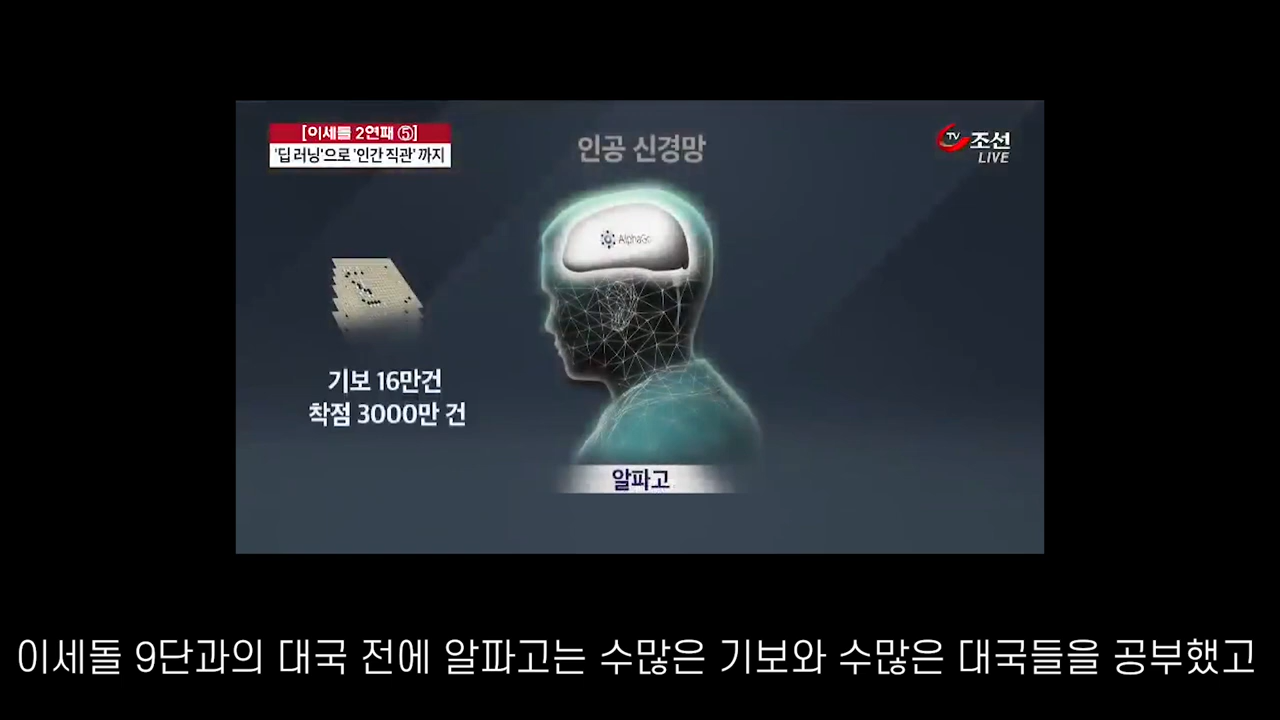 [이세돌 2연패 ⑤]
'딥 러닝'으로 '인간 직관' 까지
인공 신경망
TV조선
LIVE
AlphaGo
기보 16만건
착점 3000만 건
알파고
이세돌 9단과의 대국 전에 알파고는 수많은 기보와 수많은 대국들을 공부했고